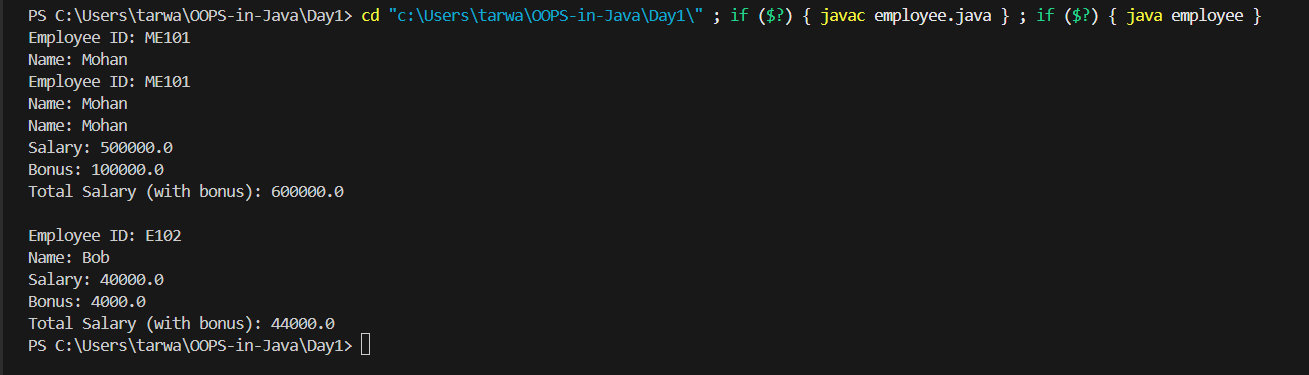 PS C:\Users\tarwa\OOPS-in-Java\Day1> cd "c:\Users\tarwa\OOPS-in-Java\Day1\" ; if ($?) { javac employee.java } ; if ($?) { java employee }
Employee ID: ME101
Name: Mohan
Employee ID: ME101
Name: Mohan
Name: Mohan
Salary: 500000.0
Bonus: 100000.0
Total Salary (with bonus): 600000.0

Employee ID: E102
Name: Bob
Salary: 40000.0
Bonus: 4000.0
Total Salary (with bonus): 44000.0
PS C:\Users\tarwa\OOPS-in-Java\Day1>